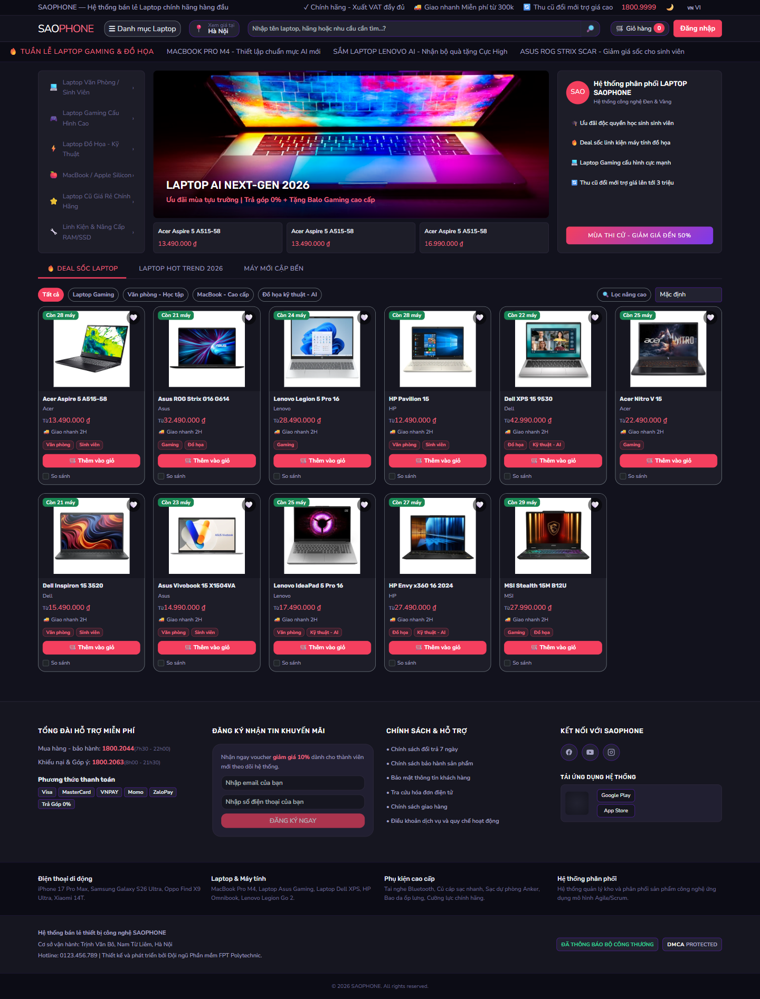 SAOPHONE — Hệ thống bán lẻ Laptop chính hãng hàng đầu
✓ Chính hãng - Xuất VAT đầy đủ
Giao nhanh Miễn phí từ 300k
Thu cũ đổi mới trợ giá cao
1800.9999
VN VI
SAOPHONE
☰ Danh mục Laptop
Xem giá tại
Hà Nội
Nhập tên laptop, hãng hoặc nhu cầu cần tìm...?
Giỏ hàng 0
Đăng nhập
TUẦN LỄ LAPTOP GAMING & ĐỒ HỌA
MACBOOK PRO M4 - Thiết lập chuẩn mực AI mới
SẮM LAPTOP LENOVO AI - Nhận bộ quà tặng Cực High
ASUS ROG STRIX SCAR - Giảm giá sốc cho sinh viên
Laptop Văn Phòng /
Sinh Viên ›
Laptop Gaming Cấu
Hình Cao ›
Laptop Đồ Họa - Kỹ
Thuật ›
MacBook / Apple Silicon ›
Laptop Cũ Giá Rẻ Chính
Hãng ›
Linh Kiện & Nâng Cấp
RAM/SSD ›
LAPTOP AI NEXT-GEN 2026
Ưu đãi mùa tựu trường | Trả góp 0% + Tặng Balo Gaming cao cấp
Acer Aspire 5 A515-58
13.490.000 ₫
Acer Aspire 5 A515-58
13.490.000 ₫
Acer Aspire 5 A515-58
16.990.000 ₫
SAO
Hệ thống phân phối LAPTOP
SAOPHONE
Hệ thống công nghệ Đen & Vàng
Ưu đãi độc quyền học sinh sinh viên
Deal sốc linh kiện máy tính đồ họa
Laptop Gaming cấu hình cực mạnh
Thu cũ đổi mới trợ giá lên tới 3 triệu
MÙA THI CỬ - GIẢM GIÁ ĐẾN 50%
DEAL SỐC LAPTOP
LAPTOP HOT TREND 2026
MÁY MỚI CẬP BẾN
Tất cả
Laptop Gaming
Văn phòng - Học tập
MacBook - Cao cấp
Đồ họa kỹ thuật - AI
Lọc nâng cao
Mặc định
Còn 28 máy
Acer Aspire 5 A515-58
Acer
Từ13.490.000 ₫
Giao nhanh 2H
Văn phòng Sinh viên
Thêm vào giỏ
So sánh
Còn 21 máy
ASUS
Asus ROG Strix G16 G614
Asus
Từ32.490.000 ₫
Giao nhanh 2H
Gaming Đồ họa
Thêm vào giỏ
So sánh
Còn 24 máy
Lenovo Legion 5 Pro 16
Lenovo
Từ28.490.000 ₫
Giao nhanh 2H
Gaming
Thêm vào giỏ
So sánh
Còn 28 máy
HP Pavilion 15
HP
Từ12.490.000 ₫
Giao nhanh 2H
Văn phòng Sinh viên
Thêm vào giỏ
So sánh
Còn 22 máy
Dell XPS 15 9530
Dell
Từ42.990.000 ₫
Giao nhanh 2H
Đồ họa Kỹ thuật - AI
Thêm vào giỏ
So sánh
Còn 25 máy
acer NITRO
Acer Nitro V 15
Acer
Từ22.490.000 ₫
Giao nhanh 2H
Gaming
Thêm vào giỏ
So sánh
Còn 21 máy
Dell Inspiron 15 3520
Dell
Từ15.490.000 ₫
Giao nhanh 2H
Văn phòng Sinh viên
Thêm vào giỏ
So sánh
Còn 23 máy
ASUS Vivobook
Asus Vivobook 15 X1504VA
Asus
Từ14.990.000 ₫
Giao nhanh 2H
Văn phòng Sinh viên
Thêm vào giỏ
So sánh
Còn 25 máy
Lenovo IdeaPad 5 Pro 16
Lenovo
Từ17.490.000 ₫
Giao nhanh 2H
Văn phòng Kỹ thuật - AI
Thêm vào giỏ
So sánh
Còn 27 máy
HP Envy x360 16 2024
HP
Từ27.490.000 ₫
Giao nhanh 2H
Đồ họa Kỹ thuật - AI
Thêm vào giỏ
So sánh
Còn 29 máy
MSI Stealth 15M B12U
MSI
Từ27.990.000 ₫
Giao nhanh 2H
Gaming Đồ họa
Thêm vào giỏ
So sánh
TỔNG ĐÀI HỖ TRỢ MIỄN PHÍ
Mua hàng - bảo hành: 1800.2044(7h30 - 22h00)
Khiếu nại & Góp ý: 1800.2063(8h00 - 21h30)
Phương thức thanh toán
Visa MasterCard VNPAY Momo ZaloPay
Trả Góp 0%
ĐĂNG KÝ NHẬN TIN KHUYẾN MÃI
Nhận ngay voucher giảm giá 10% dành cho thành viên
mới theo dõi hệ thống.
Nhập email của bạn
Nhập số điện thoại của bạn
ĐĂNG KÝ NGAY
CHÍNH SÁCH & HỖ TRỢ
• Chính sách đổi trả 7 ngày
• Chính sách bảo hành sản phẩm
• Bảo mật thông tin khách hàng
• Tra cứu hóa đơn điện tử
• Chính sách giao hàng
• Điều khoản dịch vụ và quy chế hoạt động
KẾT NỐI VỚI SAOPHONE
TẢI ỨNG DỤNG HỆ THỐNG
Google Play
App Store
Điện thoại di động
iPhone 17 Pro Max, Samsung Galaxy S26 Ultra, Oppo Find X9
Ultra, Xiaomi 14T.
Laptop & Máy tính
MacBook Pro M4, Laptop Asus Gaming, Laptop Dell XPS, HP
Omnibook, Lenovo Legion Go 2.
Phụ kiện cao cấp
Tai nghe Bluetooth, Củ cáp sạc nhanh, Sạc dự phòng Anker,
Bao da ốp lưng, Cường lực chính hãng.
Hệ thống phân phối
Hệ thống quản lý kho và phân phối sản phẩm công nghệ ứng
dụng mô hình Agile/Scrum.
Hệ thống bán lẻ thiết bị công nghệ SAOPHONE
Cơ sở vận hành: Trịnh Văn Bô, Nam Từ Liêm, Hà Nội
Hotline: 0123.456.789 | Thiết kế và phát triển bởi Đội ngũ Phần mềm FPT Polytechnic.
ĐÃ THÔNG BÁO BỘ CÔNG THƯƠNG
DMCA PROTECTED
© 2026 SAOPHONE. All rights reserved.